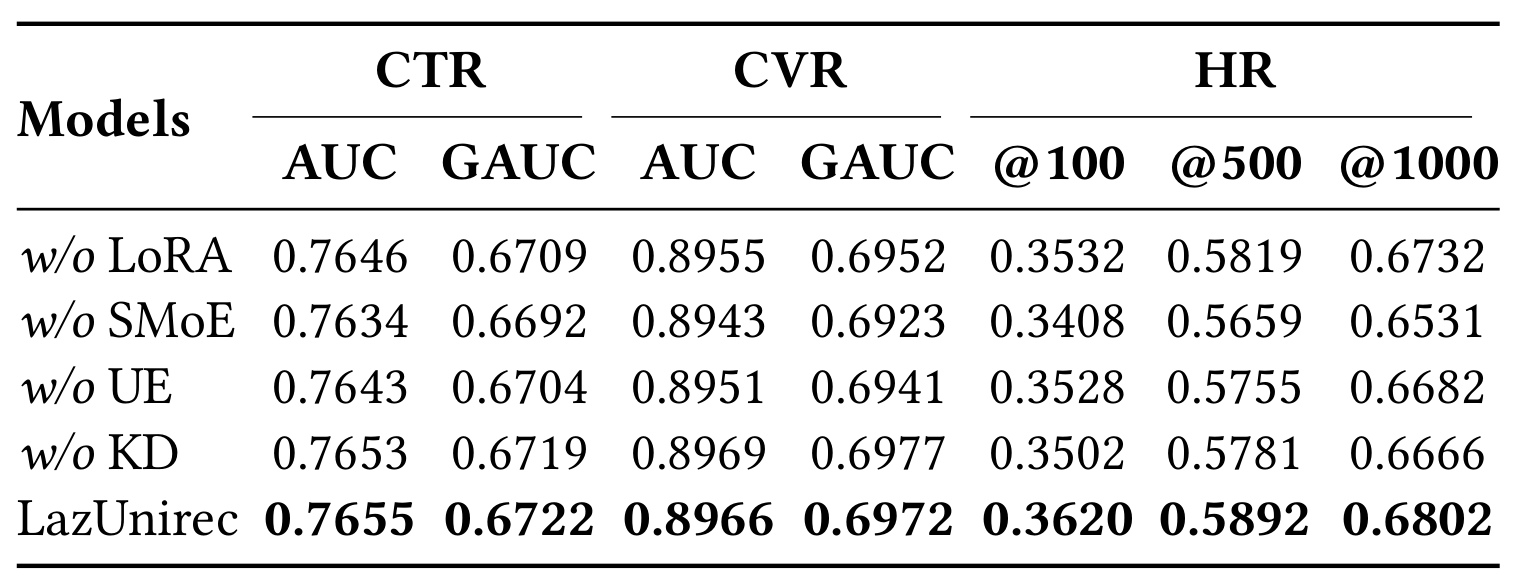 Models CTR CVR HR
AUC GAUC AUC GAUC @100 @500 @1000
w/o LoRA 0.7646 0.6709 0.8955 0.6952 0.3532 0.5819 0.6732
w/o SMoE 0.7634 0.6692 0.8943 0.6923 0.3408 0.5659 0.6531
w/o UE 0.7643 0.6704 0.8951 0.6941 0.3528 0.5755 0.6682
w/o KD 0.7653 0.6719 0.8969 0.6977 0.3502 0.5781 0.6666
LazUnirec 0.7655 0.6722 0.8966 0.6972 0.3620 0.5892 0.6802